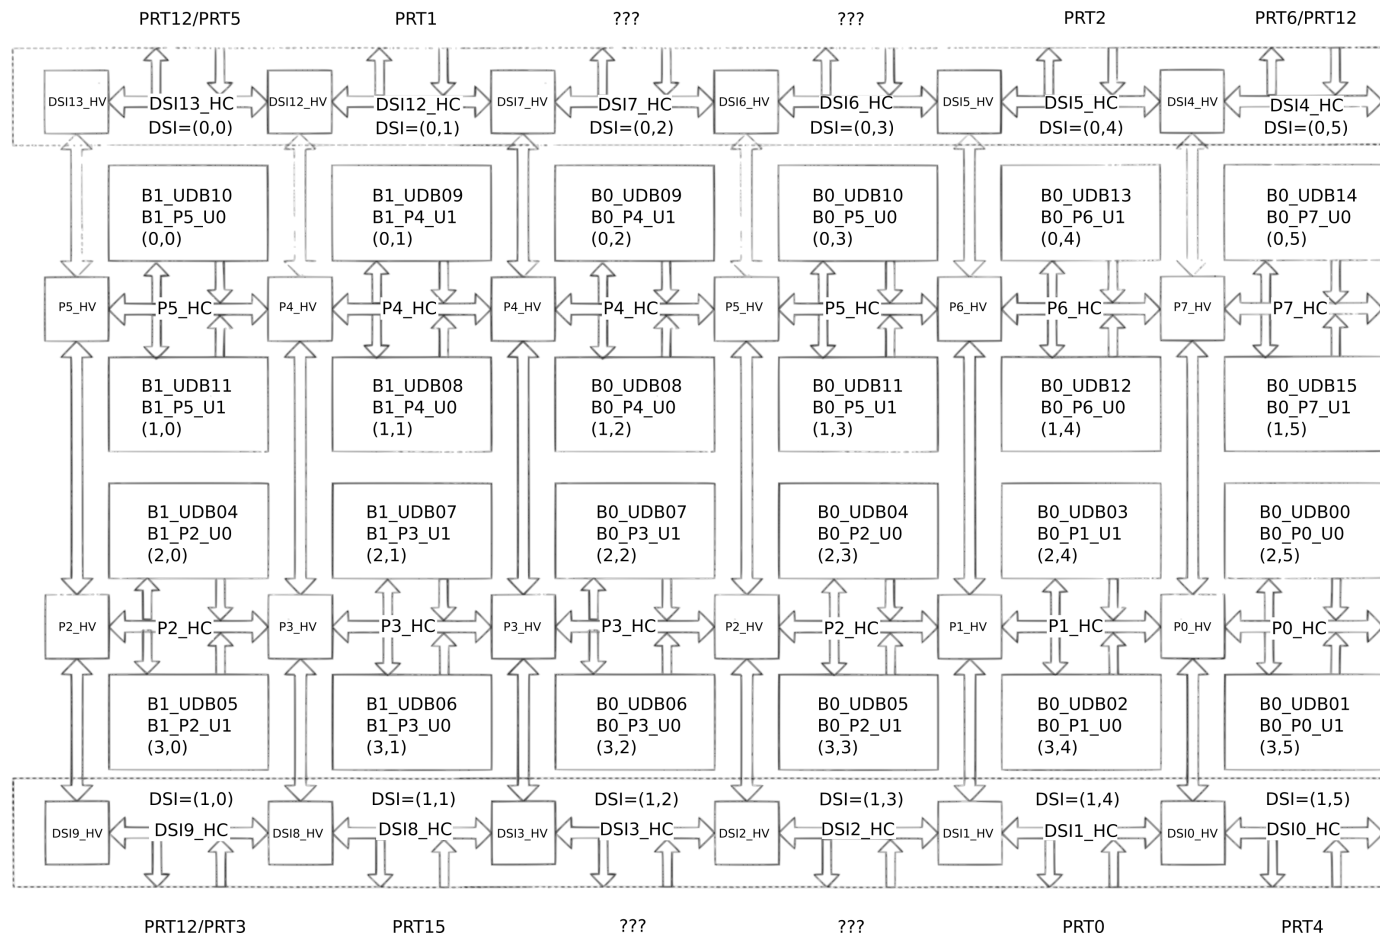 PRT12/PRT5 PRT1 ??? ??? PRT2 PRT6/PRT12
DSI13_HV DSI13_HC DSI12_HV DSI12_HC DSI7_HV DSI7_HC DSI6_HV DSI6_HC DSI5_HV DSI5_HC DSI4_HV DSI4_HC
DSI=(0,0) DSI=(0,1) DSI=(0,2) DSI=(0,3) DSI=(0,4) DSI=(0,5)
B1_UDB10 B1_UDB09 B0_UDB09 B0_UDB10 B0_UDB13 B0_UDB14
B1_P5_U0 B1_P4_U1 B0_P4_U1 B0_P5_U0 B0_P6_U1 B0_P7_U0
(0,0) (0,1) (0,2) (0,3) (0,4) (0,5)
P5_HV P5_HC P4_HV P4_HC P4_HV P4_HC P5_HV P5_HC P6_HV P6_HC P7_HV P7_HC
B1_UDB11 B1_UDB08 B0_UDB08 B0_UDB11 B0_UDB12 B0_UDB15
B1_P5_U1 B1_P4_U0 B0_P4_U0 B0_P5_U1 B0_P6_U0 B0_P7_U1
(1,0) (1,1) (1,2) (1,3) (1,4) (1,5)
B1_UDB04 B1_UDB07 B0_UDB07 B0_UDB04 B0_UDB03 B0_UDB00
B1_P2_U0 B1_P3_U1 B0_P3_U1 B0_P2_U0 B0_P1_U1 B0_P0_U0
(2,0) (2,1) (2,2) (2,3) (2,4) (2,5)
P2_HV P2_HC P3_HV P3_HC P3_HV P3_HC P2_HV P2_HC P1_HV P1_HC P0_HV P0_HC
B1_UDB05 B1_UDB06 B0_UDB06 B0_UDB05 B0_UDB02 B0_UDB01
B1_P2_U1 B1_P3_U0 B0_P3_U0 B0_P2_U1 B0_P1_U0 B0_P0_U1
(3,0) (3,1) (3,2) (3,3) (3,4) (3,5)
DSI=(1,0) DSI=(1,1) DSI=(1,2) DSI=(1,3) DSI=(1,4) DSI=(1,5)
DSI9_HV DSI9_HC DSI8_HV DSI8_HC DSI3_HV DSI3_HC DSI2_HV DSI2_HC DSI1_HV DSI1_HC DSI0_HV DSI0_HC
PRT12/PRT3 PRT15 ??? ??? PRT0 PRT4